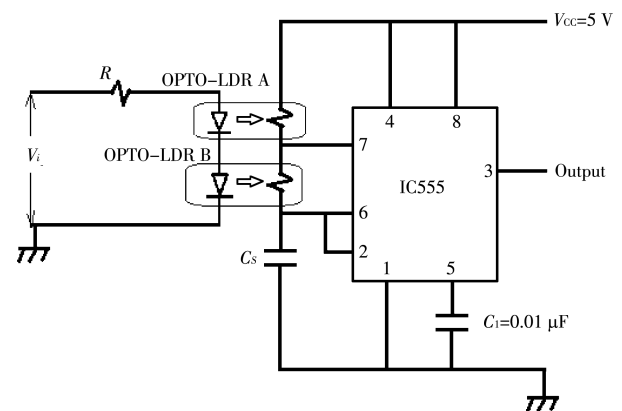 VCC=5 V
R
OPTO-LDR A
4
8
7
Vi
OPTO-LDR B
IC555
3
Output
6
2
CS
1
5
C1=0.01 µF